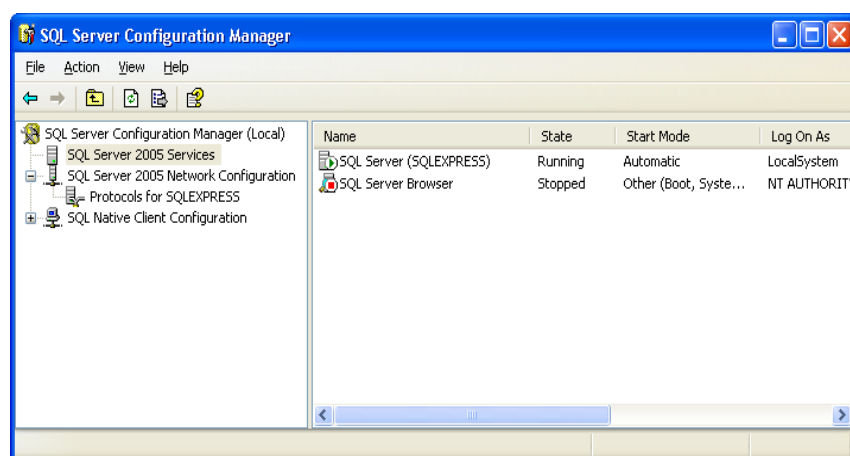 SQL Server Configuration Manager
File Action View Help
SQL Server Configuration Manager (Local)
SQL Server 2005 Services
SQL Server 2005 Network Configuration
Protocols for SQLEXPRESS
SQL Native Client Configuration
Name State Start Mode Log On As
SQL Server (SQLEXPRESS) Running Automatic LocalSystem
SQL Server Browser Stopped Other (Boot, Syste... NT AUTHORIT